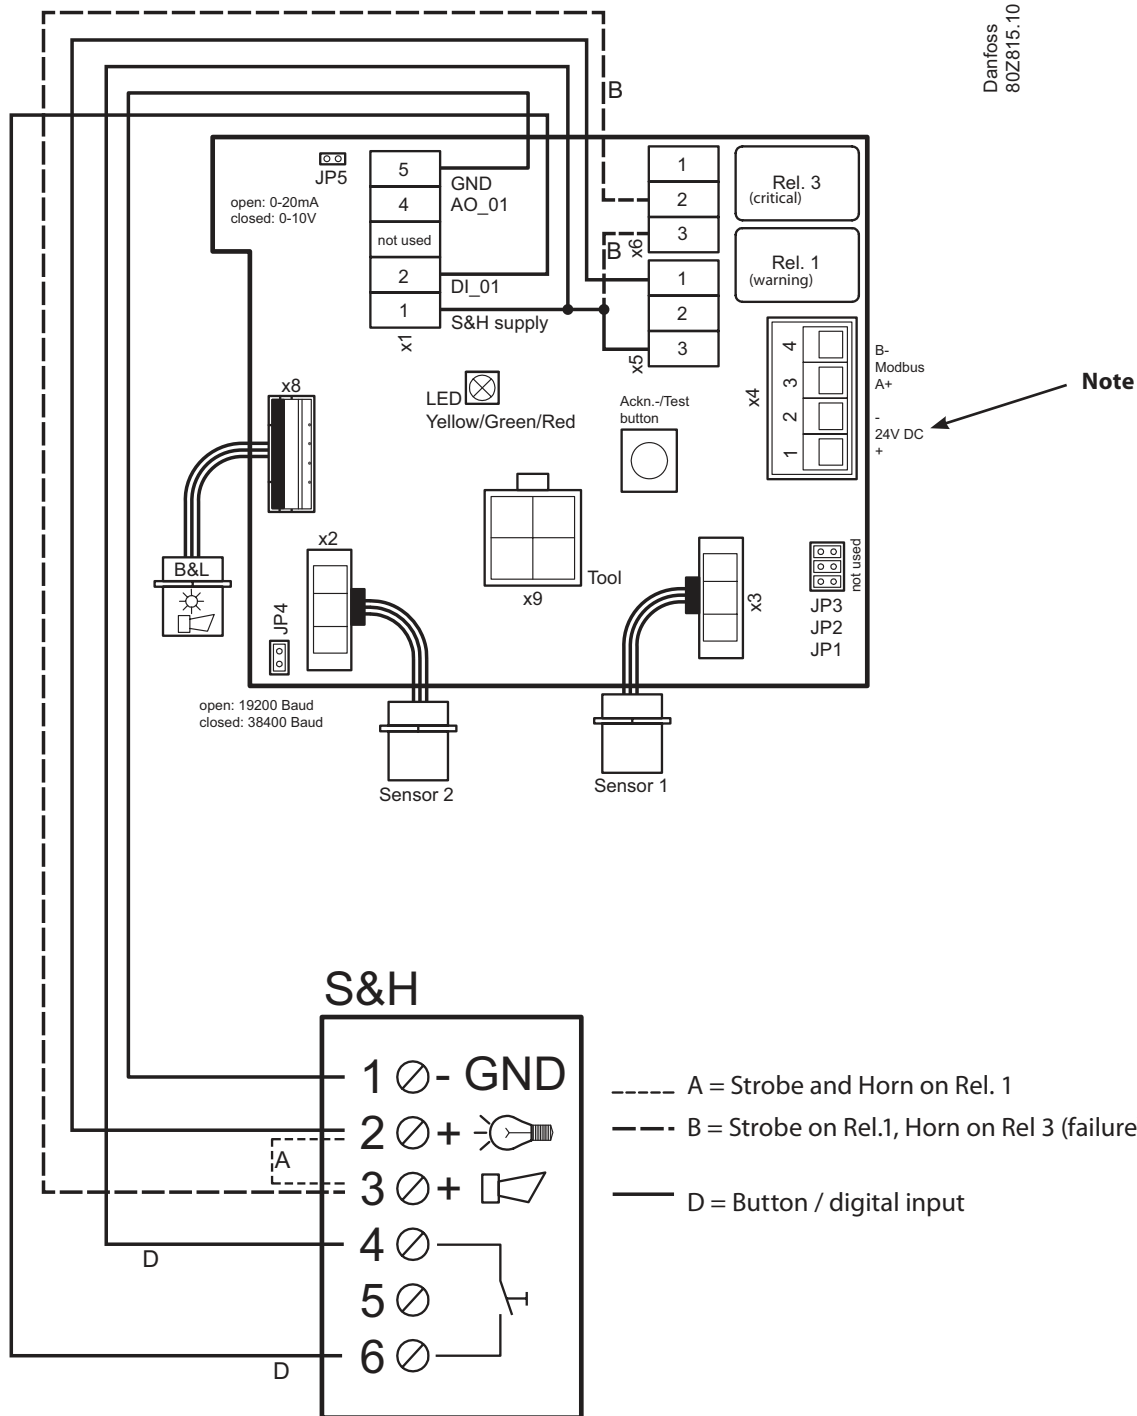 Danfoss
80Z815.10
B
JP5
open: 0-20mA
closed: 0-10V
5
4
not used
2
1
x1
GND
AO_01
DI_01
S&H supply
1
2
3
x6
B
Rel. 3
(critical)
Rel. 1
(warning)
1
2
3
x5
x4
4
3
2
1
B-
Modbus
A+
-
24V DC
+
Note
x8
LED
Yellow/Green/Red
Ackn.-/Test
button
B&L
x2
JP4
open: 19200 Baud
closed: 38400 Baud
Tool
x9
x3
not used
JP3
JP2
JP1
Sensor 2
Sensor 1
S&H
1 - GND
2 +
A
3 +
4
D
5
6
D
A = Strobe and Horn on Rel. 1
B = Strobe on Rel.1, Horn on Rel 3 (failure
D = Button / digital input